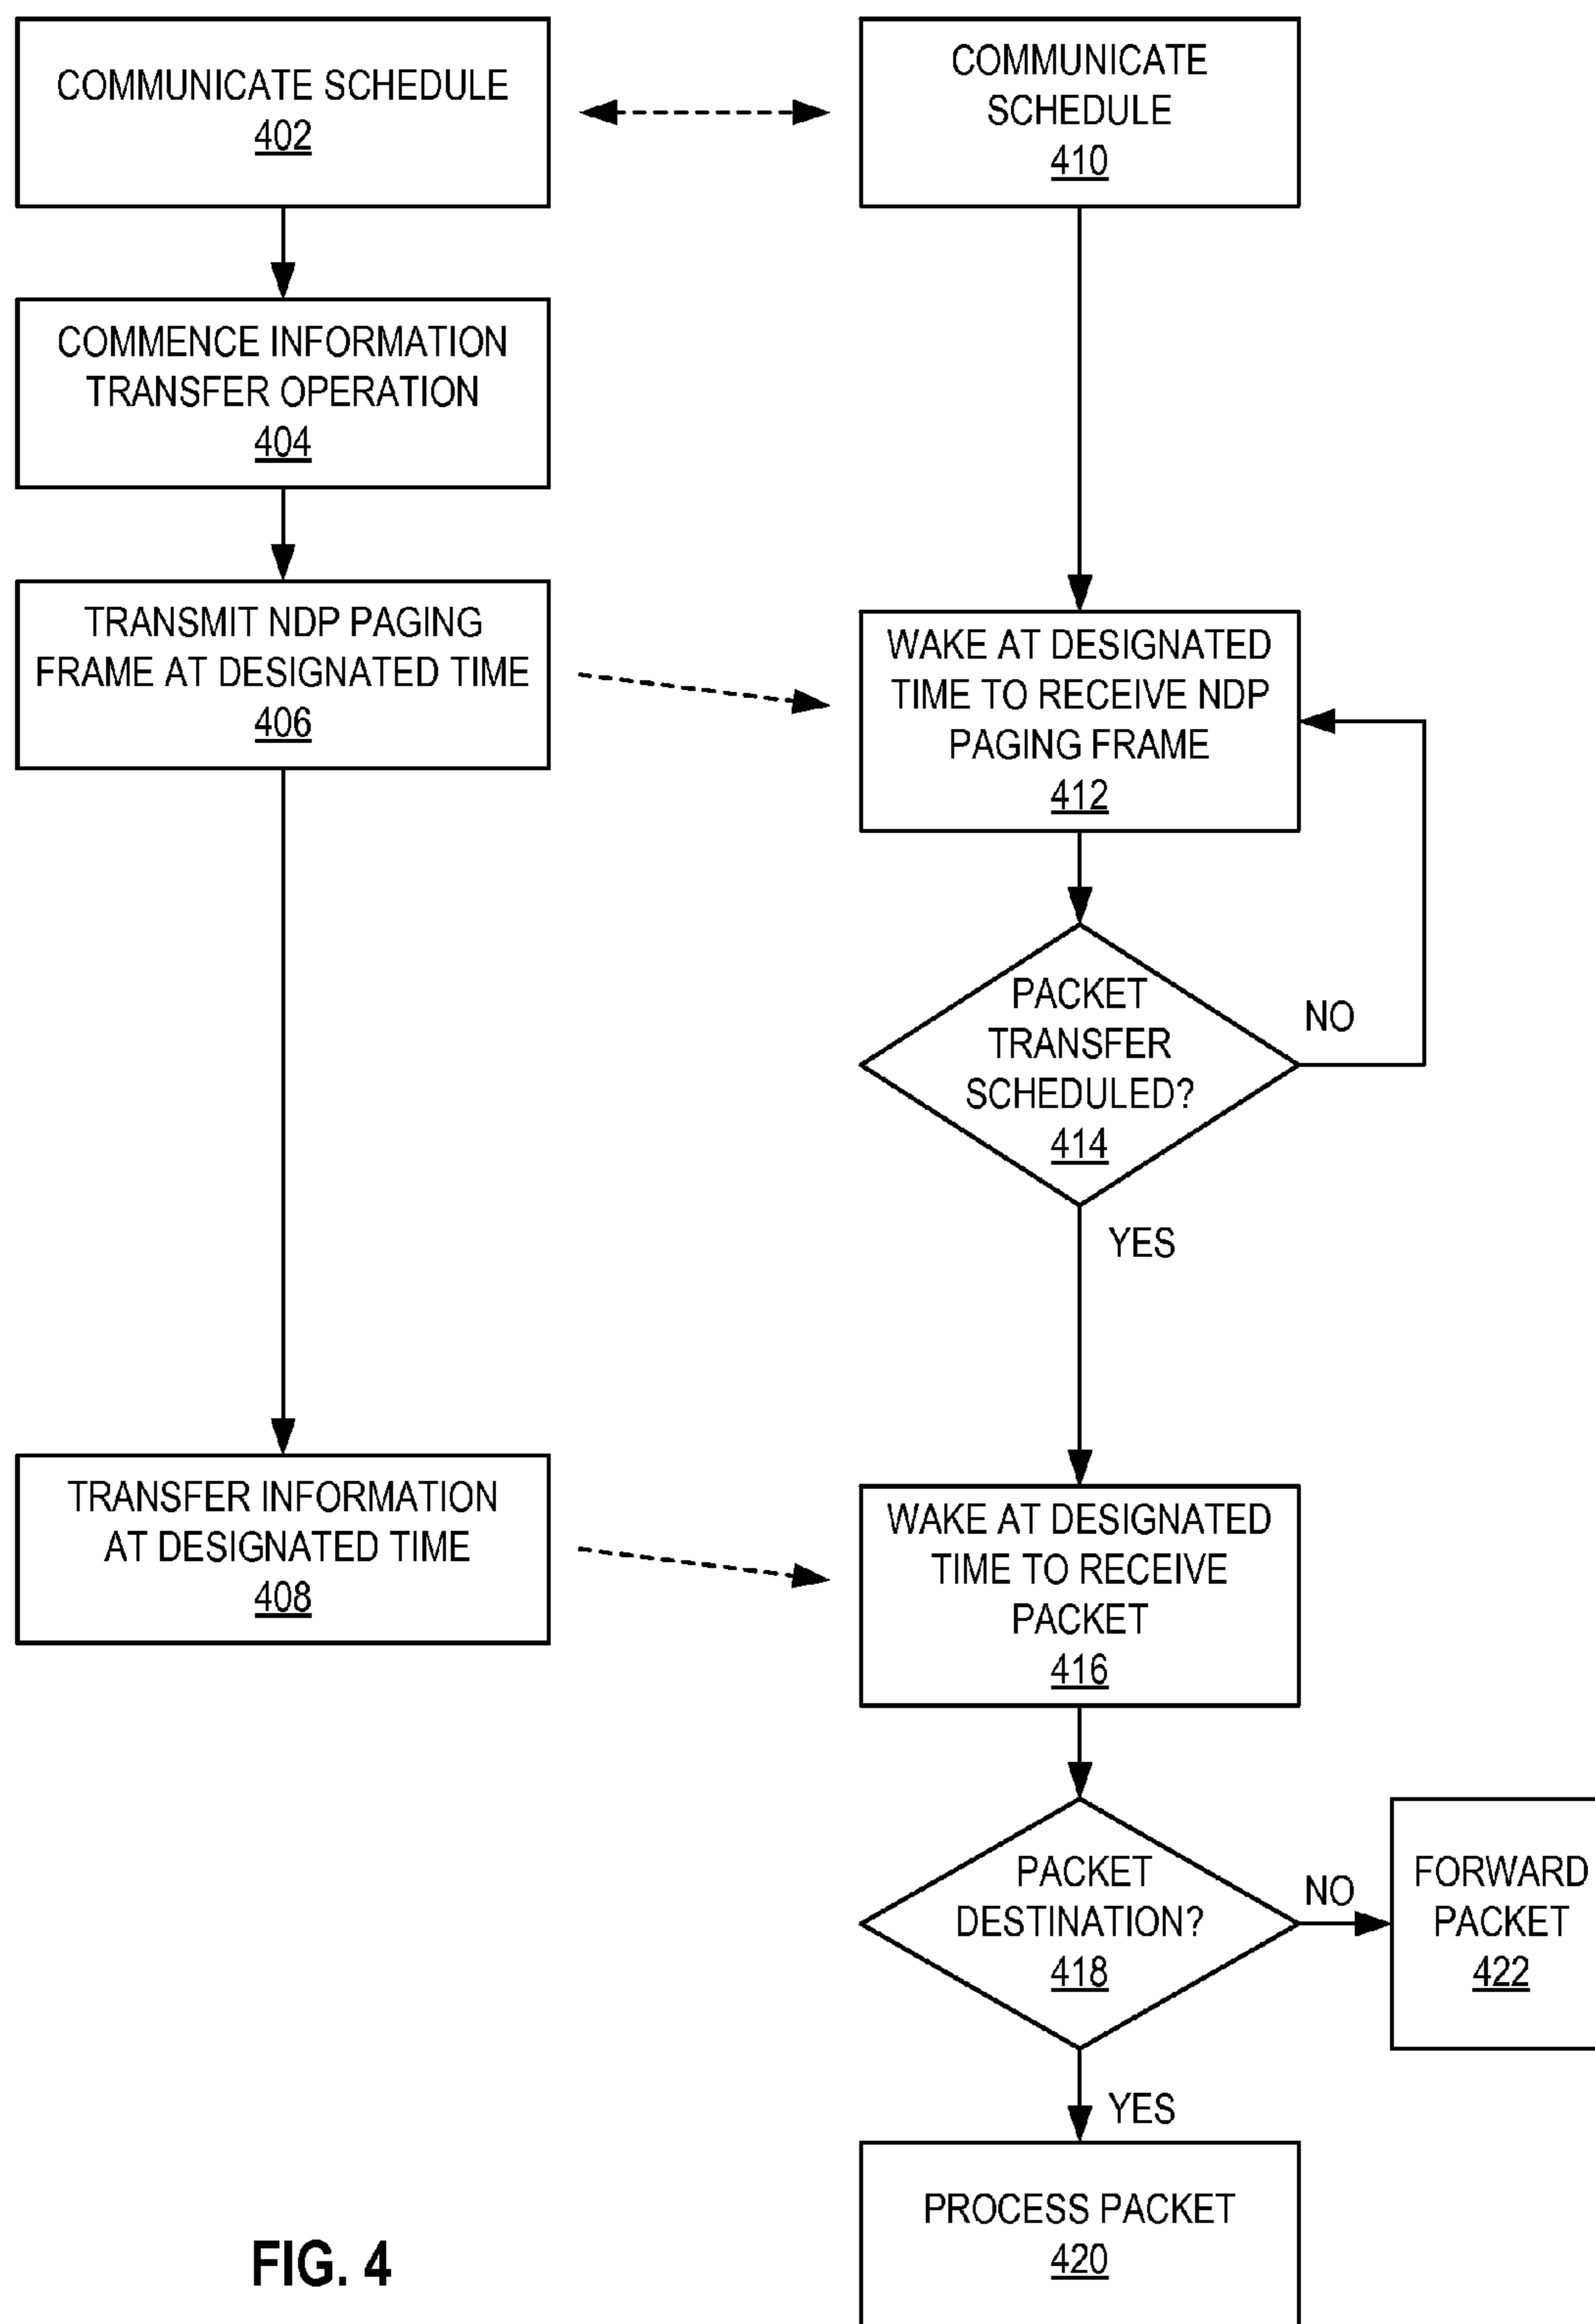 COMMUNICATE SCHEDULE
402
COMMENCE INFORMATION
TRANSFER OPERATION
404
TRANSMIT NDP PAGING
FRAME AT DESIGNATED TIME
406
TRANSFER INFORMATION
AT DESIGNATED TIME
408
COMMUNICATE
SCHEDULE
410
WAKE AT DESIGNATED
TIME TO RECEIVE NDP
PAGING FRAME
412
PACKET
TRANSFER
SCHEDULED?
414
NO
YES
WAKE AT DESIGNATED
TIME TO RECEIVE
PACKET
416
PACKET
DESTINATION?
418
NO
FORWARD
PACKET
422
YES
PROCESS PACKET
420
FIG. 4